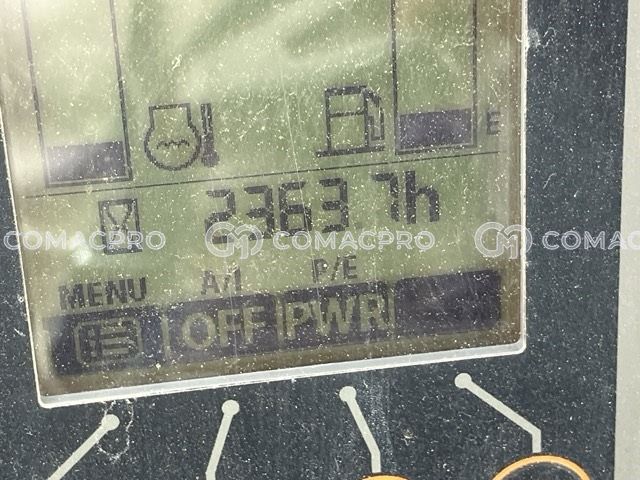 E
2363.7h
COMACPRO COMACPRO COMAC
MENU A/I P/E
OFF PWR